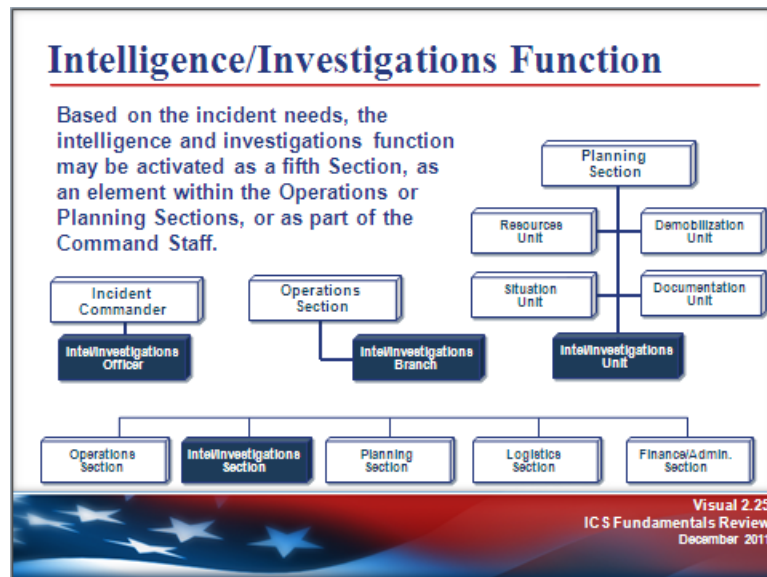 Intelligence/Investigations Function
Based on the incident needs, the
intelligence and investigations function
may be activated as a fifth Section, as
an element within the Operations or
Planning Sections, or as part of the
Command Staff.
Planning
Section
Resources
Unit
Demobilization
Unit
Situation
Unit
Documentation
Unit
Intel/Investigations
Unit
Incident
Commander
Intel/Investigations
Officer
Operations
Section
Intel/Investigations
Branch
Operations
Section
Intel/Investigations
Section
Planning
Section
Logistics
Section
Finance/Admin.
Section
Visual 2.25
ICS Fundamentals Review
December 2011